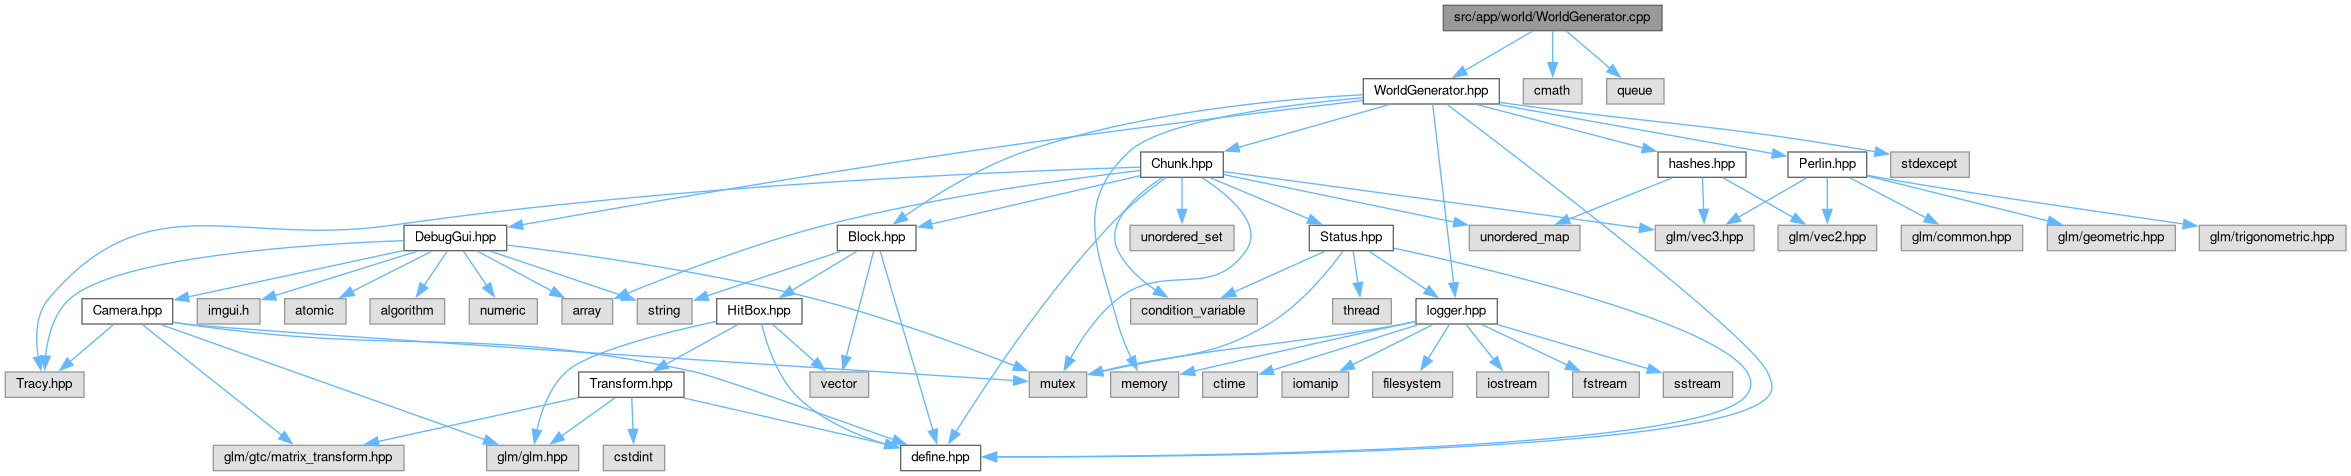 src/app/world/WorldGenerator.cpp
WorldGenerator.hpp
cmath
queue
Chunk.hpp
hashes.hpp
Perlin.hpp
stdexcept
DebugGui.hpp
Block.hpp
unordered_set
Status.hpp
unordered_map
glm/vec3.hpp
glm/vec2.hpp
glm/common.hpp
glm/geometric.hpp
glm/trigonometric.hpp
Camera.hpp
imgui.h
atomic
algorithm
numeric
array
string
HitBox.hpp
condition_variable
thread
logger.hpp
Tracy.hpp
Transform.hpp
vector
mutex
memory
ctime
iomanip
filesystem
iostream
fstream
sstream
glm/gtc/matrix_transform.hpp
glm/glm.hpp
cstdint
define.hpp